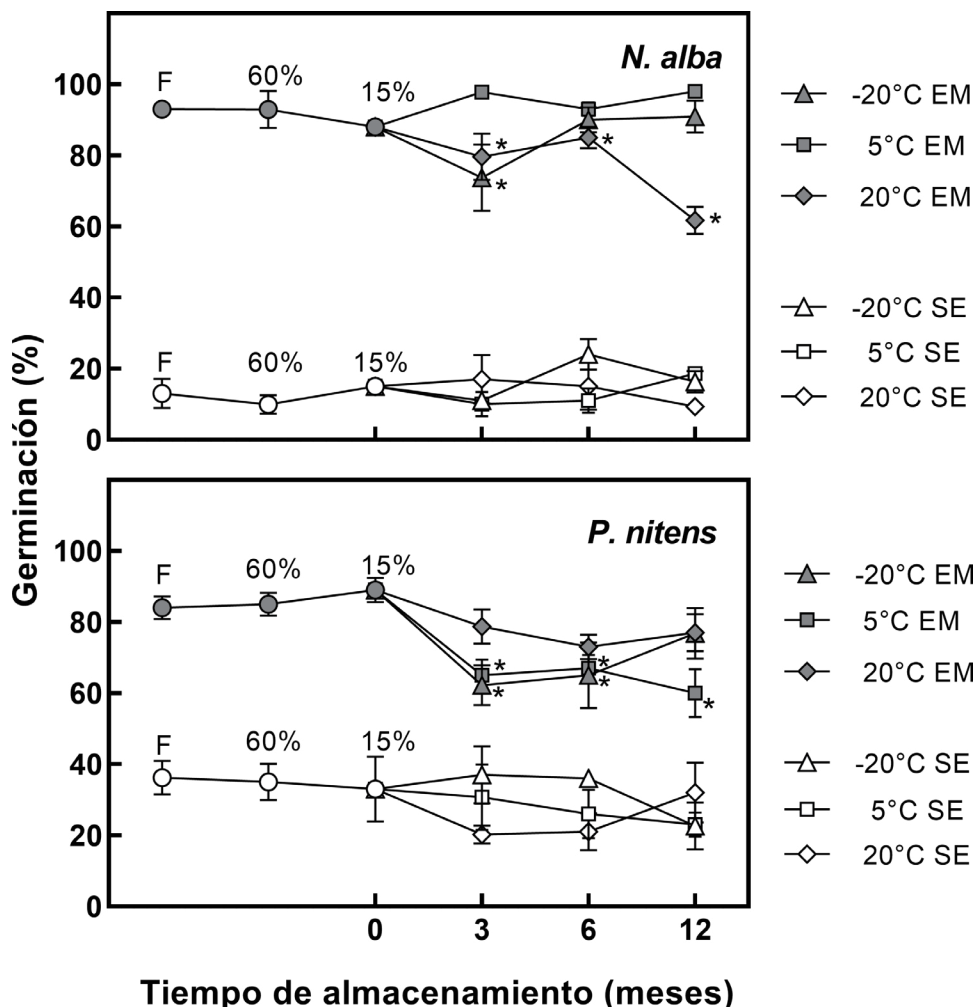 N. alba
F
60%
15%
*
*
*
*
F
60%
15%
100
80
60
40
20
0
-20°C EM
5°C EM
20°C EM
-20°C SE
5°C SE
20°C SE
Germinación (%)
P. nitens
F
60%
15%
*
*
*
*
*
F
60%
15%
100
80
60
40
20
0
0 3 6 12
-20°C EM
5°C EM
20°C EM
-20°C SE
5°C SE
20°C SE
Tiempo de almacenamiento (meses)